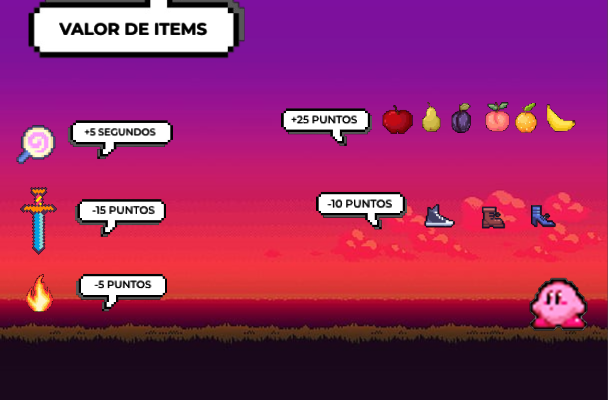 VALOR DE ITEMS
+5 SEGUNDOS
-15 PUNTOS
-5 PUNTOS
+25 PUNTOS
-10 PUNTOS